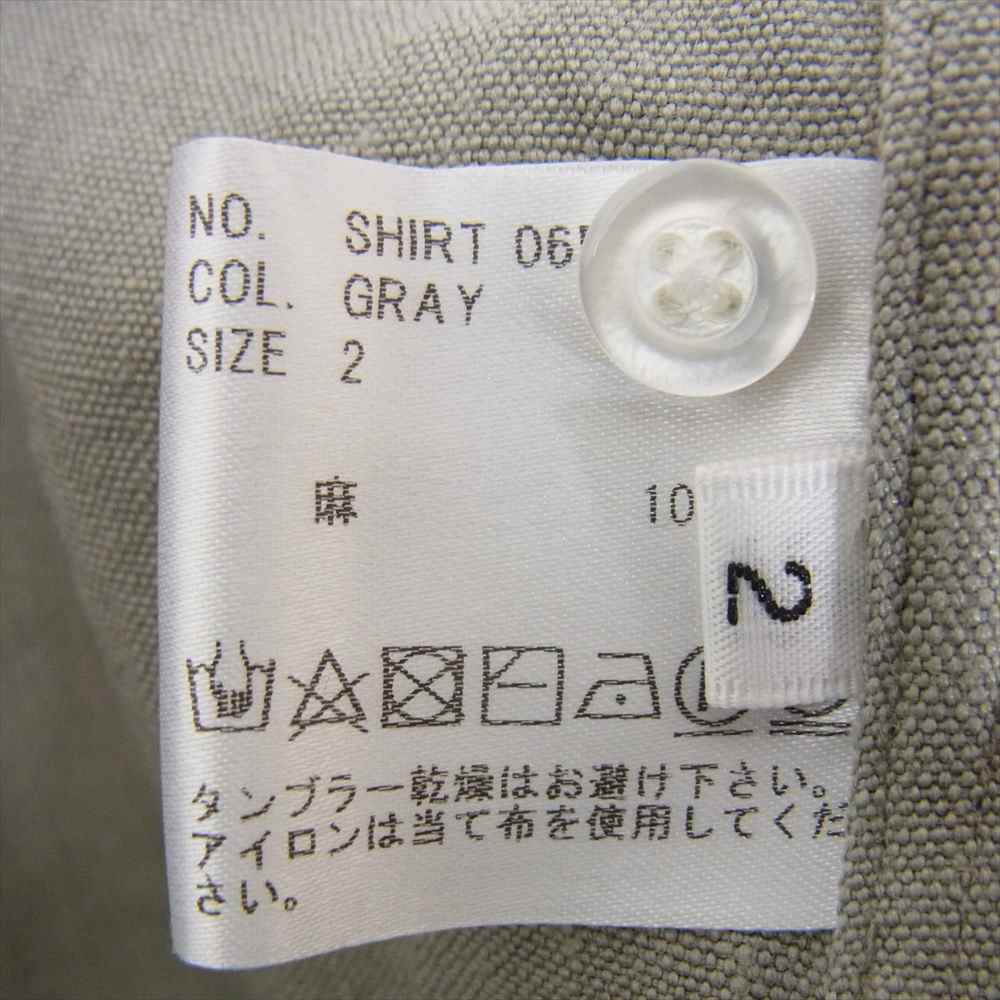 NO. SHIRT 06
COL. GRAY
SIZE 2
麻 10
2
タンブラー乾燥はお避け下さい。
アイロンは当て布を使用してくだ
さい。